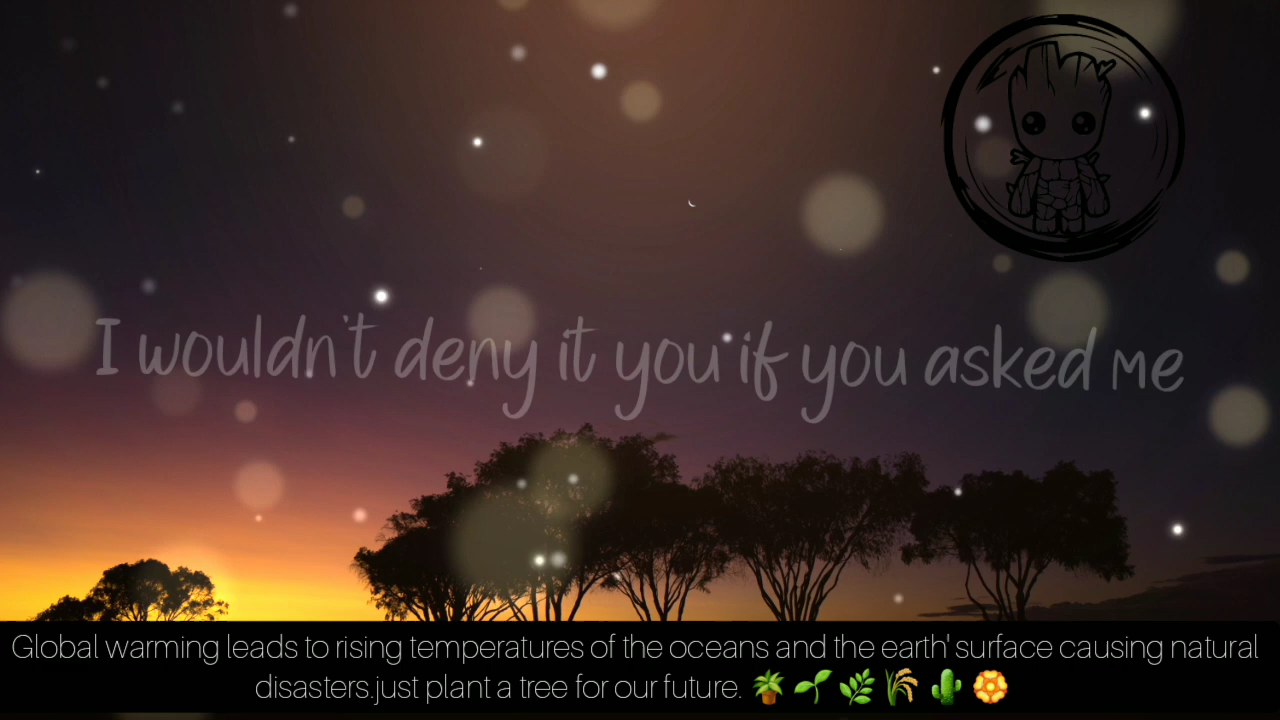 I wouldn't deny it you if you asked me
Global warming leads to rising temperatures of the oceans and the earth' surface causing natural
disasters.just plant a tree for our future. 🪴 🌱 🌿 🌾 🌵 🏵️